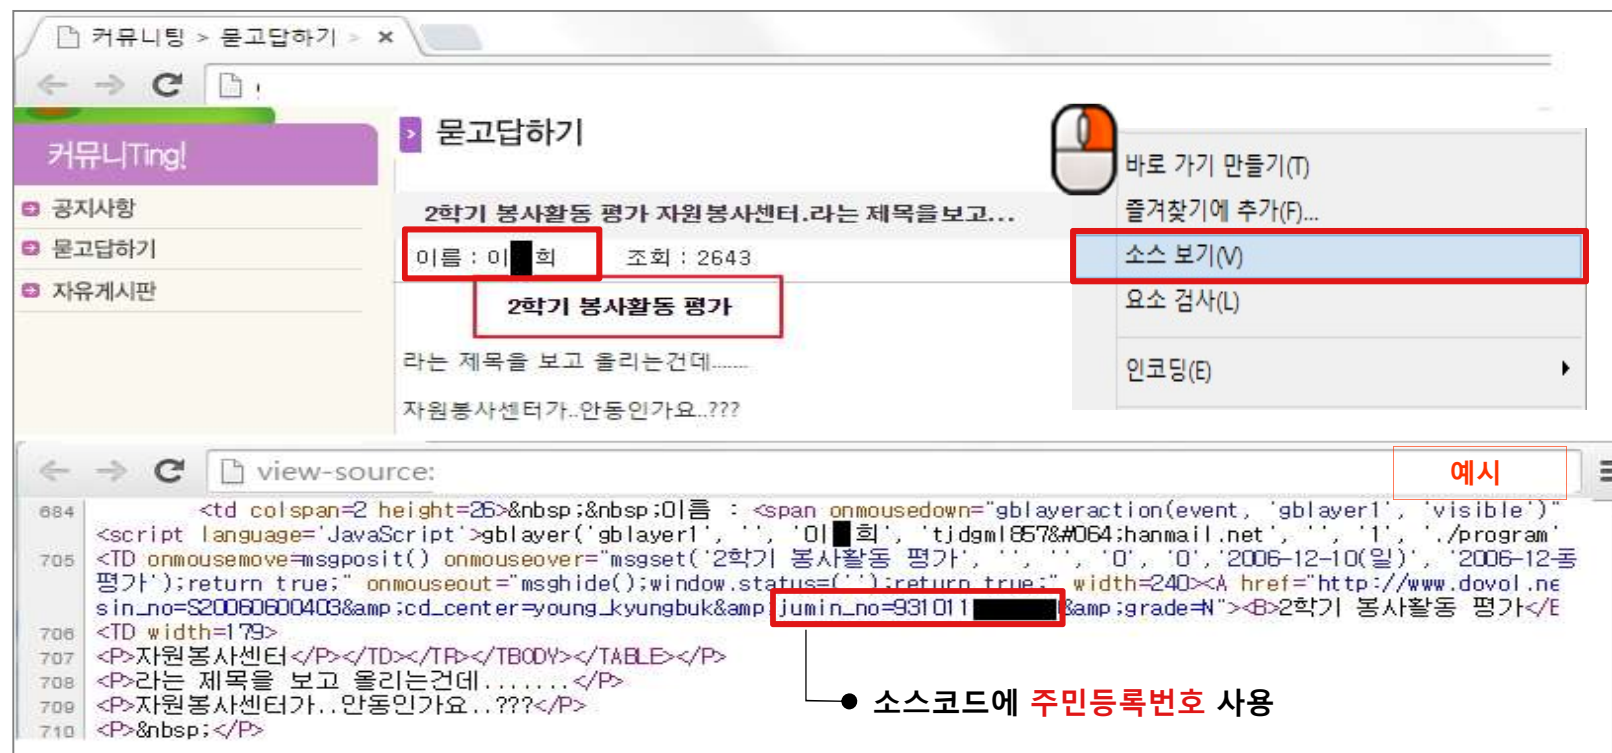 커뮤니팅 > 묻고답하기 >
커뮤니Ting!
공지사항
묻고답하기
자유게시판
묻고답하기
2학기 봉사활동 평가 자원봉사센터.라는 제목을보고...
이름 : 이 희 조회 : 2643
2학기 봉사활동 평가
라는 제목을 보고 올리는건데.......
자원봉사센터가..안동인가요..???
바로 가기 만들기(T)
즐겨찾기에 추가(F)...
소스 보기(V)
요소 검사(L)
인코딩(E)
view-source:
예시
684 <td colspan=2 height=26>&nbsp;&nbsp;이름 : <span onmousedown="gblayeraction(event, 'gblayer1', 'visible')"
<script language='JavaScript'>gblayer('gblayer1', '', '이 희', 'tjdgml857&#064;hanmail.net', '', '1', './program'
705 <TD onmousemove=msgposit() onmouseover="msgset('2학기 봉사활동 평가', '', '', '0', '0','2006-12-10(일)', '2006-12-
평가');return true;" onmouseout="msghide();window.status=('');return true;" width=240><A href="http://www.dovol.ne
sin_no=S20060600403&amp;cd_center=young_kyungbuk&amp;jumin_no=931011 &amp;grade=N"><B>2학기 봉사활동 평가</
706 <TD width=179>
707 <P>자원봉사센터</P></TD></TR></TBODY></TABLE></P>
708 <P>라는 제목을 보고 올리는건데.......</P>
709 <P>자원봉사센터가..안동인가요..???</P>
710 <P>&nbsp;</P>
소스코드에 주민등록번호 사용